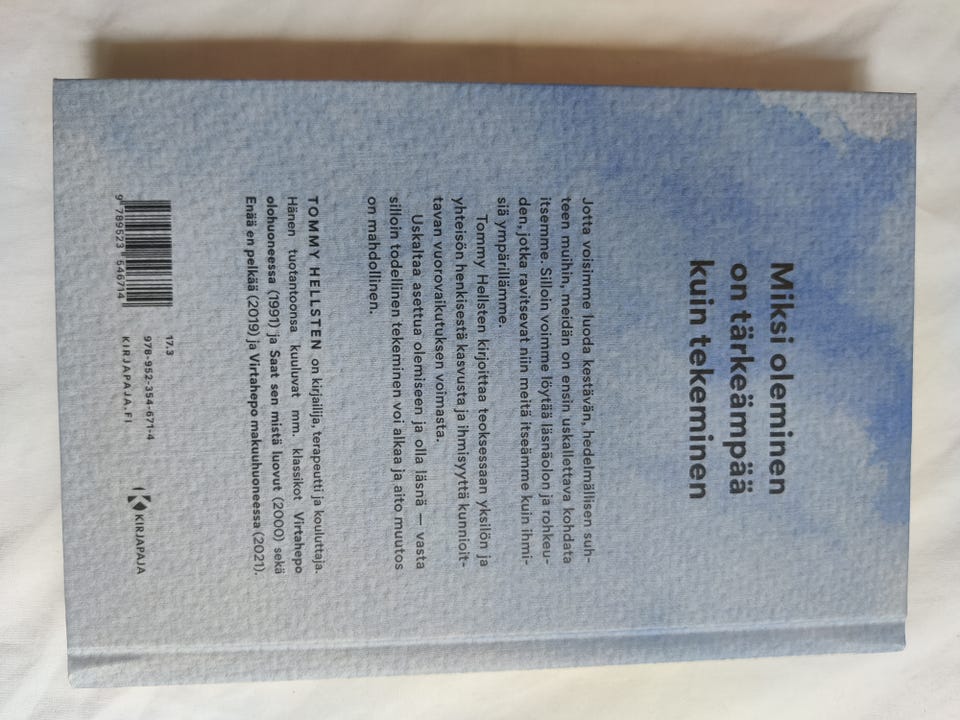 Miksi oleminen
on tärkeämpää
kuin tekeminen
Jotta voisimme luoda kestävän, hedelmällisen suh-
teen muihin, meidän on ensin uskallettava kohdata
itsemme. Silloin voimme löytää läsnäolon ja rohkeu-
den, jotka ravitsevat niin meitä itseämme kuin ihmi-
siä ympärillämme.
Tommy Hellsten kirjoittaa teoksessaan yksilön ja
yhteisön henkisestä kasvusta ja ihmisyyttä kunnioit-
tavan vuorovaikutuksen voimasta.
Uskaltaa asettua olemiseen ja olla läsnä — vasta
silloin todellinen tekeminen voi alkaa ja aito muutos
on mahdollinen.
TOMMY HELLSTEN on kirjailija, terapeutti ja kouluttaja.
Hänen tuotantoonsa kuuluvat mm. klassikot Virtahepo
olohuoneessa (1991) ja Saat sen mistä luovut (2000) sekä
Enää en pelkää (2019) ja Virtahepo makuuhuoneessa (2021).
17.3
978-952-354-671-4
KIRJAPAJA.FI
9 789523 546714
KIRJAPAJA